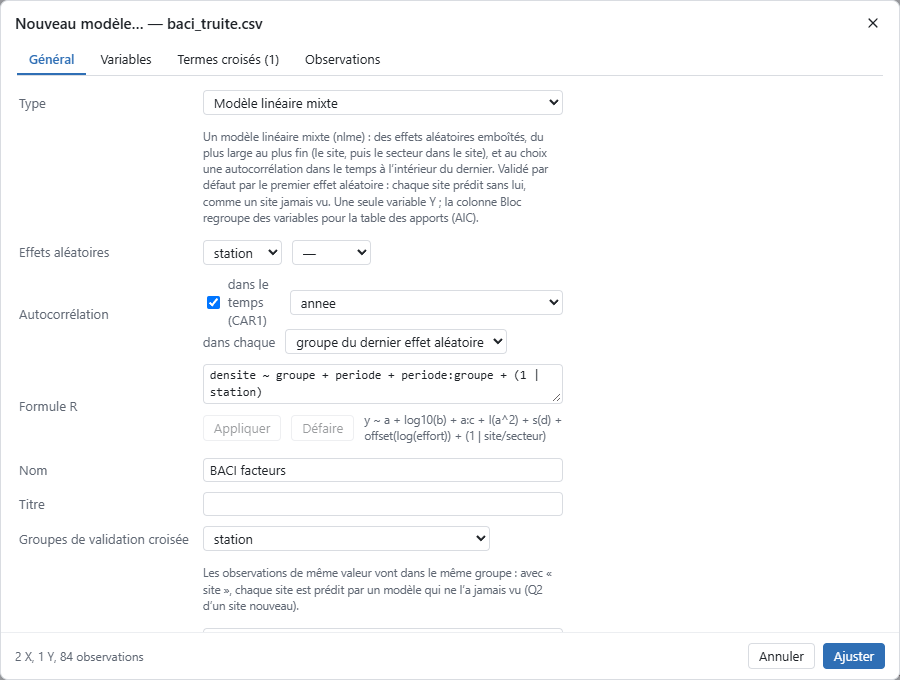 Nouveau modèle... — baci_truite.csv
Général Variables Termes croisés (1) Observations
Type Modèle linéaire mixte
Un modèle linéaire mixte (nlme) : des effets aléatoires emboîtés, du
plus large au plus fin (le site, puis le secteur dans le site), et au choix
une autocorrélation dans le temps à l'intérieur du dernier. Validé par
défaut par le premier effet aléatoire : chaque site prédit sans lui,
comme un site jamais vu. Une seule variable Y ; la colonne Bloc
regroupe des variables pour la table des apports (AIC).
Effets aléatoires station —
Autocorrélation
dans le
temps
(CAR1)
annee
dans chaque groupe du dernier effet aléatoire
Formule R
densite ~ groupe + periode + periode:groupe + (1 |
station)
Appliquer Défaire
y ~ a + log10(b) + a:c + I(a^2) + s(d) +
offset(log(effort)) + (1 | site/secteur)
Nom BACI facteurs
Titre
Groupes de validation croisée station
Les observations de même valeur vont dans le même groupe : avec «
site », chaque site est prédit par un modèle qui ne l'a jamais vu (Q2
d'un site nouveau).
2 X, 1 Y, 84 observations
Annuler Ajuster